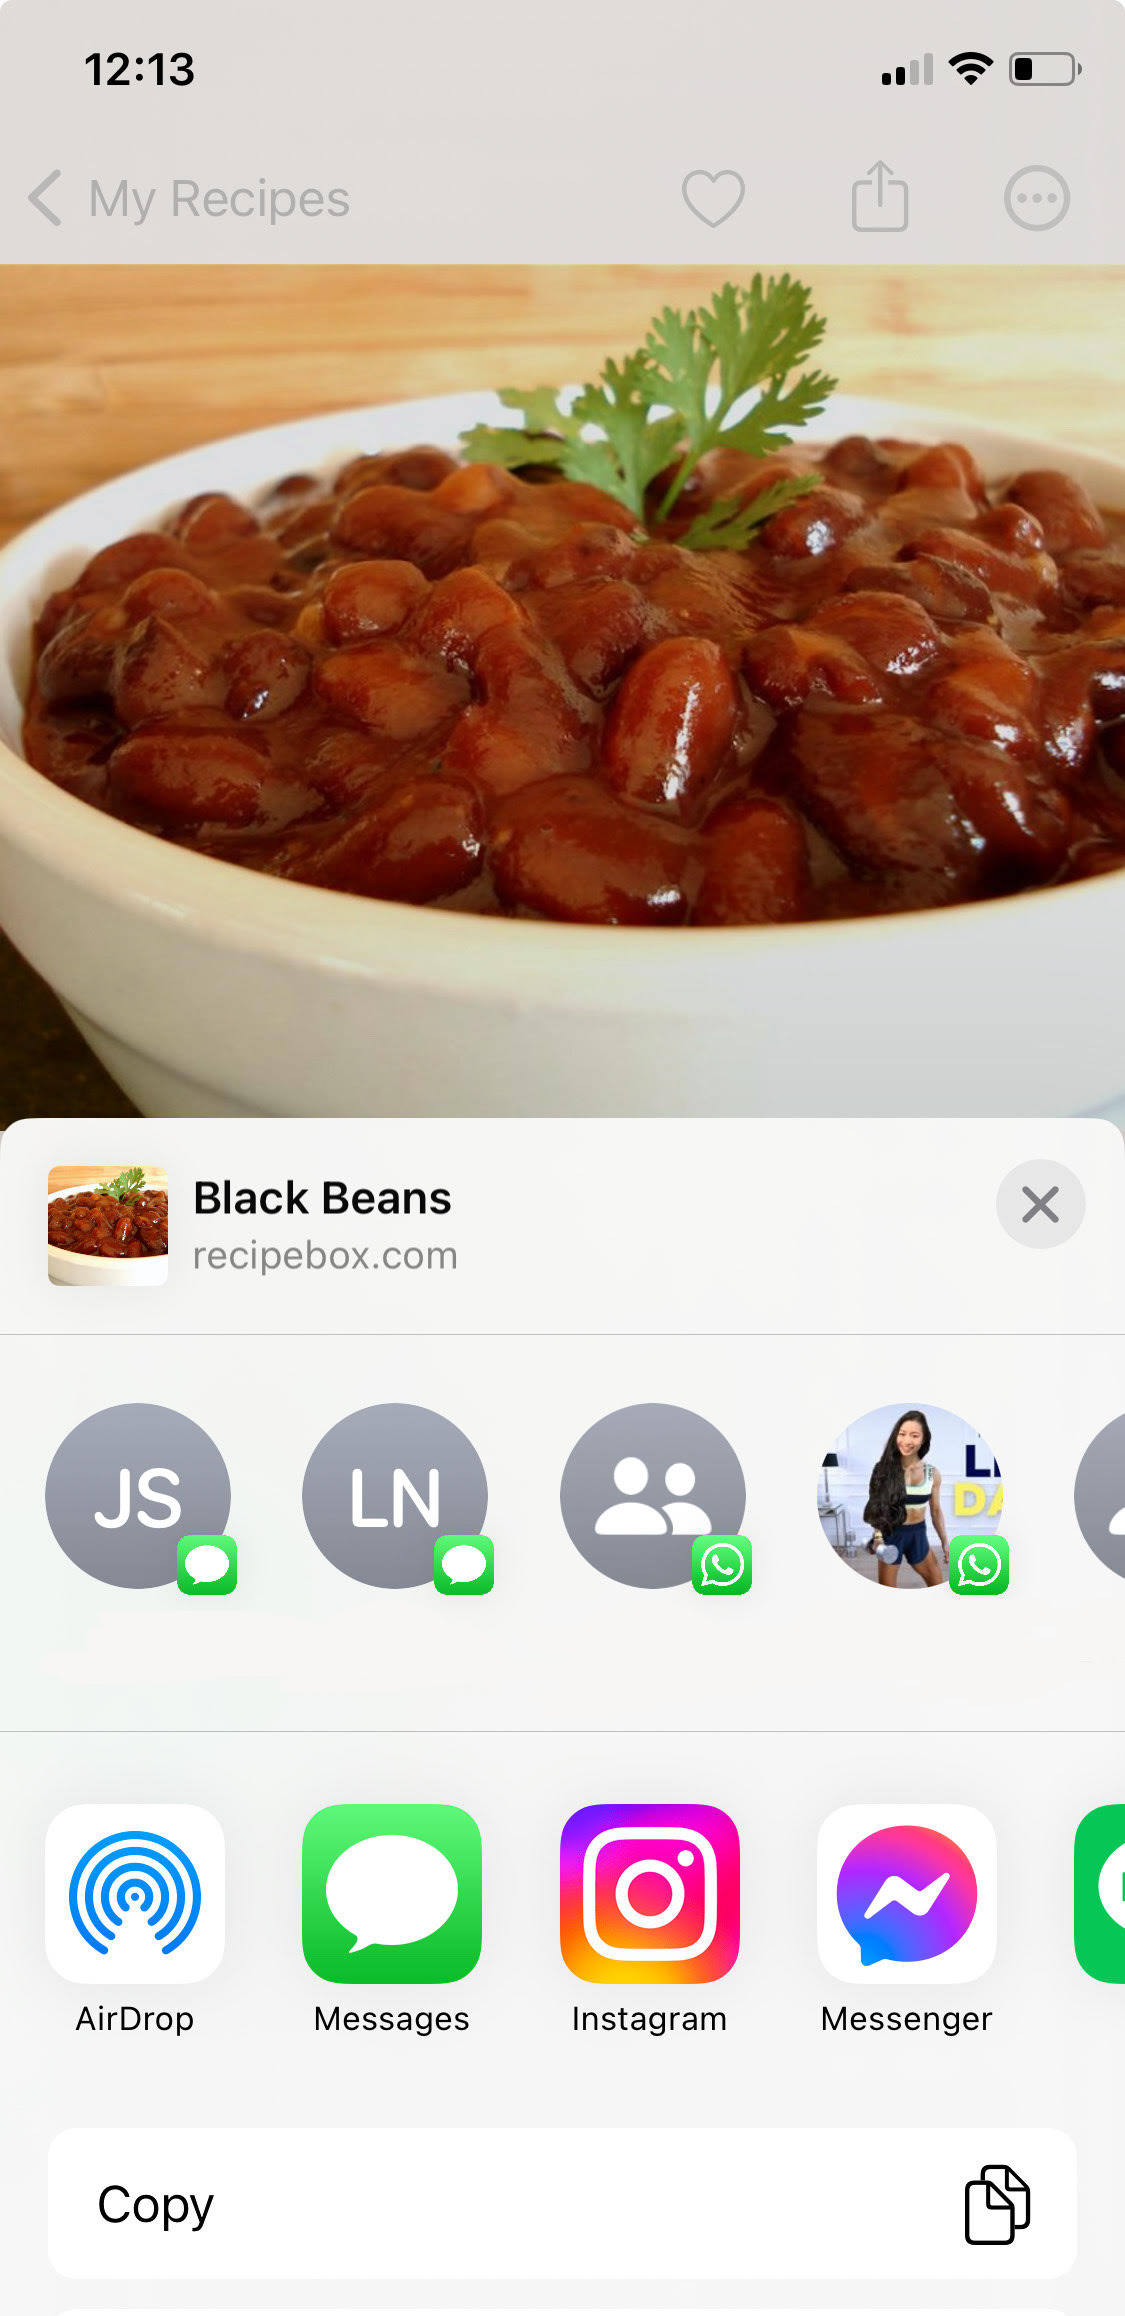 12:13
My Recipes
Black Beans
recipebox.com
JS
LN
AirDrop
Messages
Instagram
Messenger
Copy